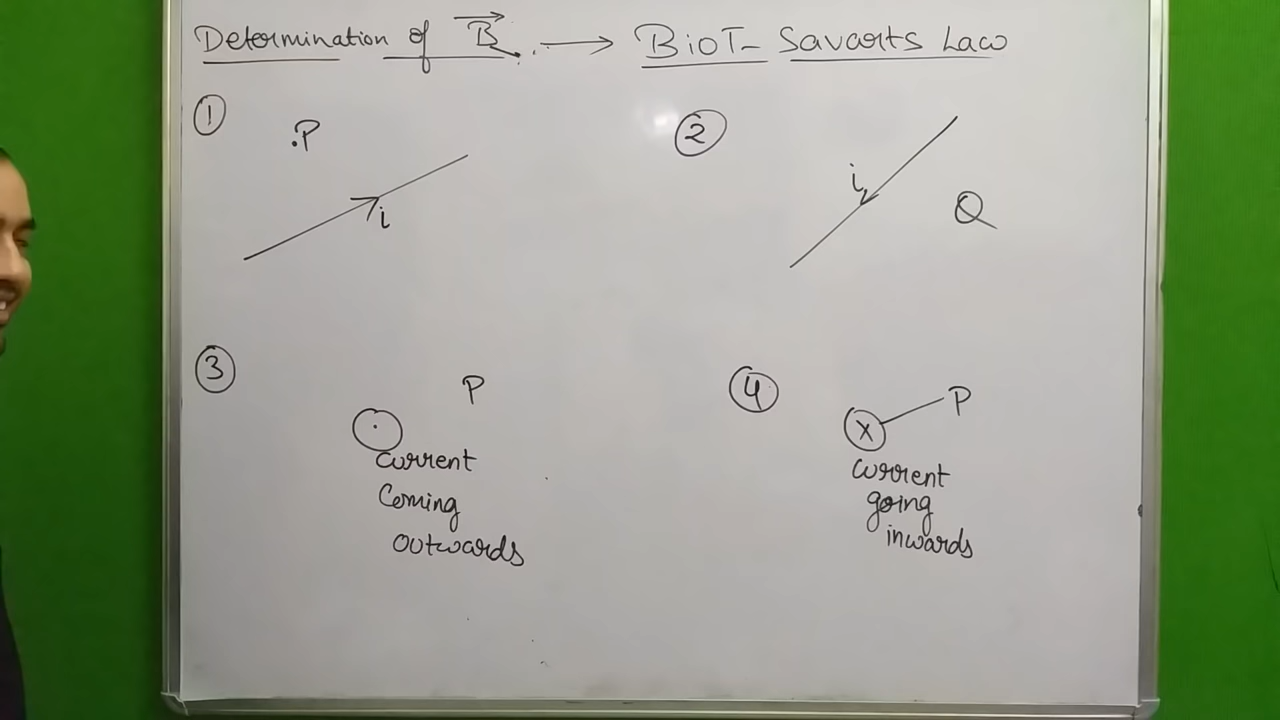 Determination of B → BioT- Savarts Law
①
.P
i
②
i
Q
③
P
current
Coming
outwards
④
X
P
current
going
inwards